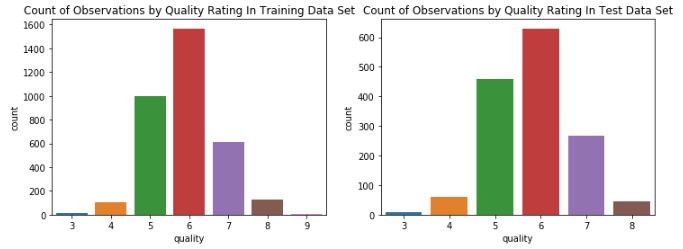 Count of Observations by Quality Rating In Training Data Set
1600
1400
1200
1000
800
600
400
200
0
count
3 4 5 6 7 8 9
quality
Count of Observations by Quality Rating In Test Data Set
600
500
400
300
200
100
0
count
3 4 5 6 7 8
quality